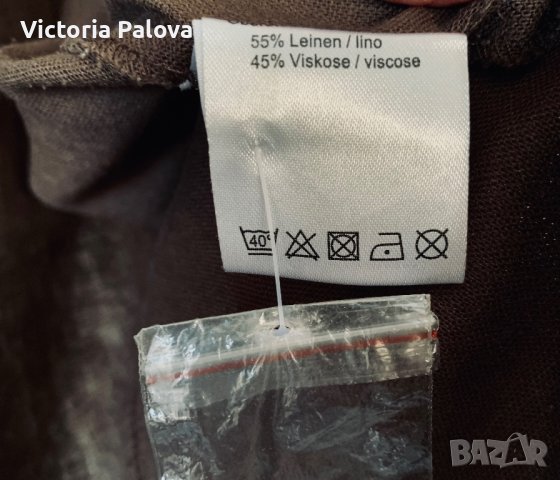 Victoria Palova
55% Leinen / lino
45% Viskose / viscose
40°
BAZAR